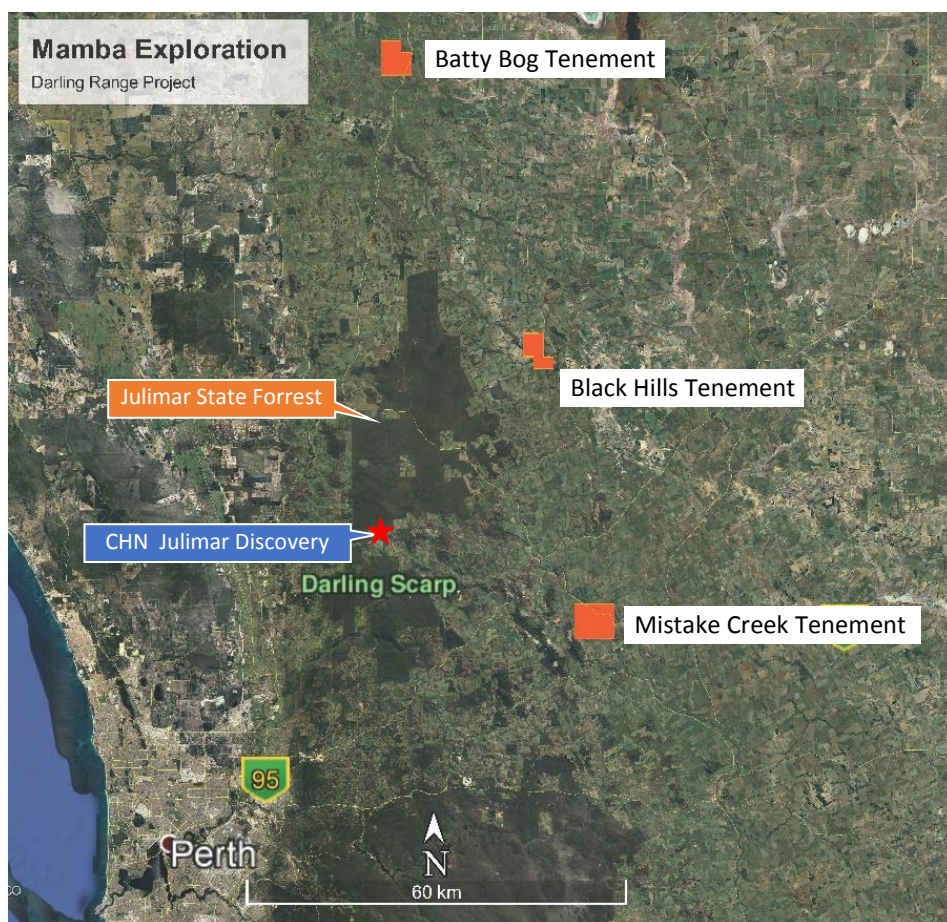 Mamba Exploration
Darling Range Project
Batty Bog Tenement
Black Hills Tenement
Julimar State Forrest
CHN Julimar Discovery
Darling Scarp
Mistake Creek Tenement
95
Perth
N
60 km